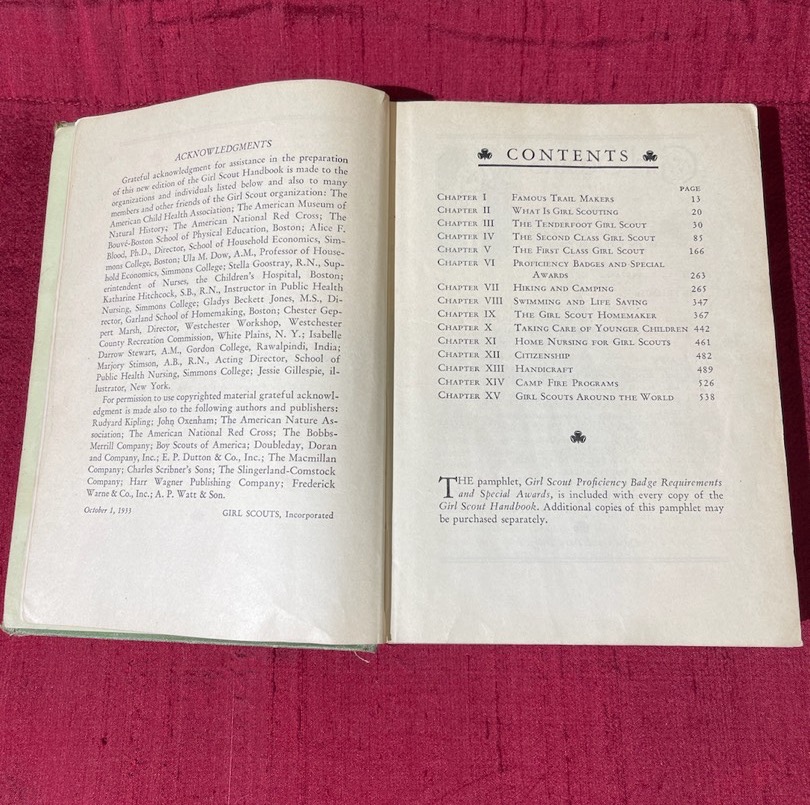 ACKNOWLEDGMENTS
Grateful acknowledgment for assistance in the preparation
of this new edition of the Girl Scout Handbook is made to the
organizations and individuals listed below and also to many
members and other friends of the Girl Scout organization: The
American Child Health Association; The American Museum of
Natural History; The American National Red Cross; The
Bouvé-Boston School of Physical Education, Boston; Alice F.
Blood, Ph.D., Director, School of Household Economics, Sim-
mons College, Boston; Ula M. Dow, A.M., Professor of House-
hold Economics, Simmons College; Stella Goostray, R.N., Sup-
erintendent of Nurses, the Children's Hospital, Boston;
Katharine Hitchcock, S.B., R.N., Instructor in Public Health
Nursing, Simmons College; Gladys Beckett Jones, M.S., Di-
rector, Garland School of Homemaking, Boston; Chester Gep-
pert Marsh, Director, Westchester Workshop, Westchester
County Recreation Commission, White Plains, N. Y.; Isabelle
Darrow Stewart, A.M., Gordon College, Rawalpindi, India;
Marjory Stimson, A.B., R.N., Acting Director, School of
Public Health Nursing, Simmons College; Jessie Gillespie, il-
lustrator, New York.
For permission to use copyrighted material grateful acknowl-
edgment is made also to the following authors and publishers:
Rudyard Kipling; John Oxenham; The American Nature As-
sociation; The American National Red Cross; The Bobbs-
Merrill Company; Boy Scouts of America; Doubleday, Doran
and Company, Inc.; E. P. Dutton & Co., Inc.; The Macmillan
Company; Charles Scribner's Sons; The Slingerland-Comstock
Company; Harr Wagner Publishing Company; Frederick
Warne & Co., Inc.; A. P. Watt & Son.
October 1, 1933 GIRL SCOUTS, Incorporated
CONTENTS
PAGE
CHAPTER I FAMOUS TRAIL MAKERS 13
CHAPTER II WHAT IS GIRL SCOUTING 20
CHAPTER III THE TENDERFOOT GIRL SCOUT 30
CHAPTER IV THE SECOND CLASS GIRL SCOUT 85
CHAPTER V THE FIRST CLASS GIRL SCOUT 166
CHAPTER VI PROFICIENCY BADGES AND SPECIAL
AWARDS 263
CHAPTER VII HIKING AND CAMPING 265
CHAPTER VIII SWIMMING AND LIFE SAVING 347
CHAPTER IX THE GIRL SCOUT HOMEMAKER 367
CHAPTER X TAKING CARE OF YOUNGER CHILDREN 442
CHAPTER XI HOME NURSING FOR GIRL SCOUTS 461
CHAPTER XII CITIZENSHIP 482
CHAPTER XIII HANDICRAFT 489
CHAPTER XIV CAMP FIRE PROGRAMS 526
CHAPTER XV GIRL SCOUTS AROUND THE WORLD 538
THE pamphlet, Girl Scout Proficiency Badge Requirements
and Special Awards, is included with every copy of the
Girl Scout Handbook. Additional copies of this pamphlet may
be purchased separately.